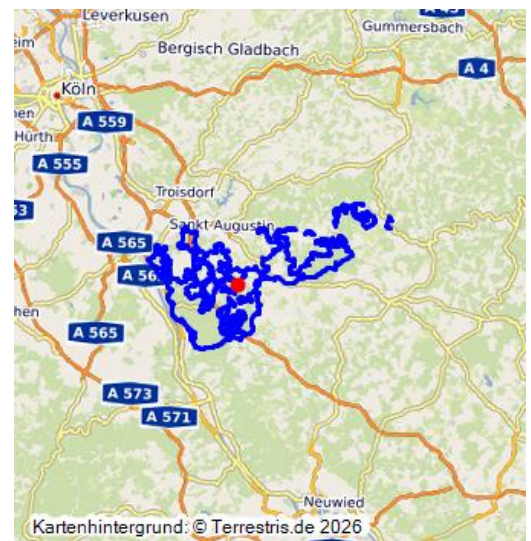 Leverkusen
Gummersbach
Bergisch Gladbach
A 4
Köln
A 559
Hürth
A 555
Troisdorf
Sankt Augustin
A 565
A 565
A 573
A 571
Neuwied
Kartenhintergrund: © Terrestris.de 2026